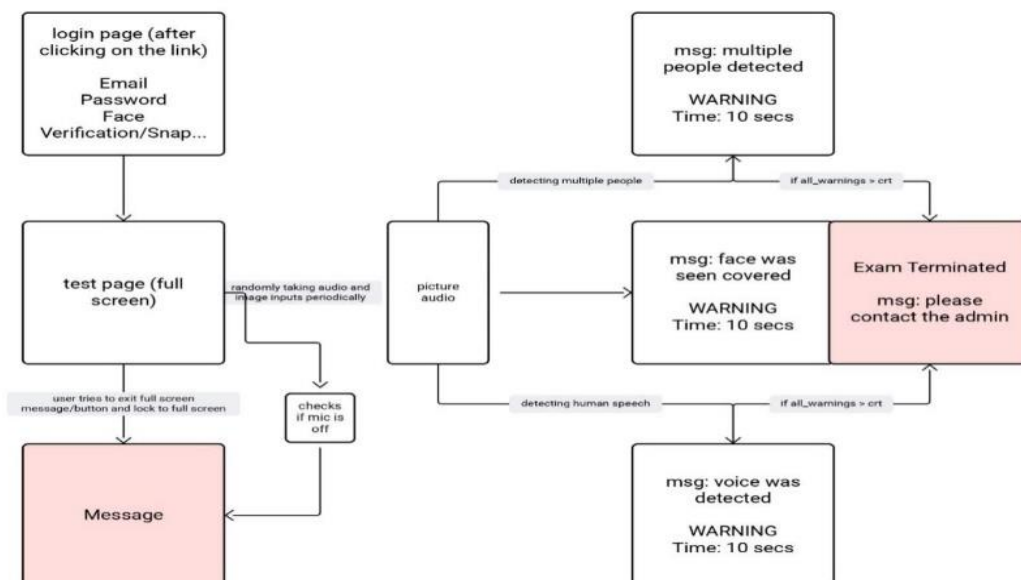 login page (after
clicking on the link)
Email
Password
Face
Verification/Snap...
test page (full
screen)
randomly taking audio and
image inputs periodically
user tries to exit full screen
message/button and lock to full screen
checks
if mic is
off
Message
picture
audio
detecting multiple people
msg: multiple
people detected
WARNING
Time: 10 secs
if all_warnings > crt
msg: face was
seen covered
WARNING
Time: 10 secs
Exam Terminated
msg: please
contact the admin
detecting human speech
if all_warnings > crt
msg: voice was
detected
WARNING
Time: 10 secs